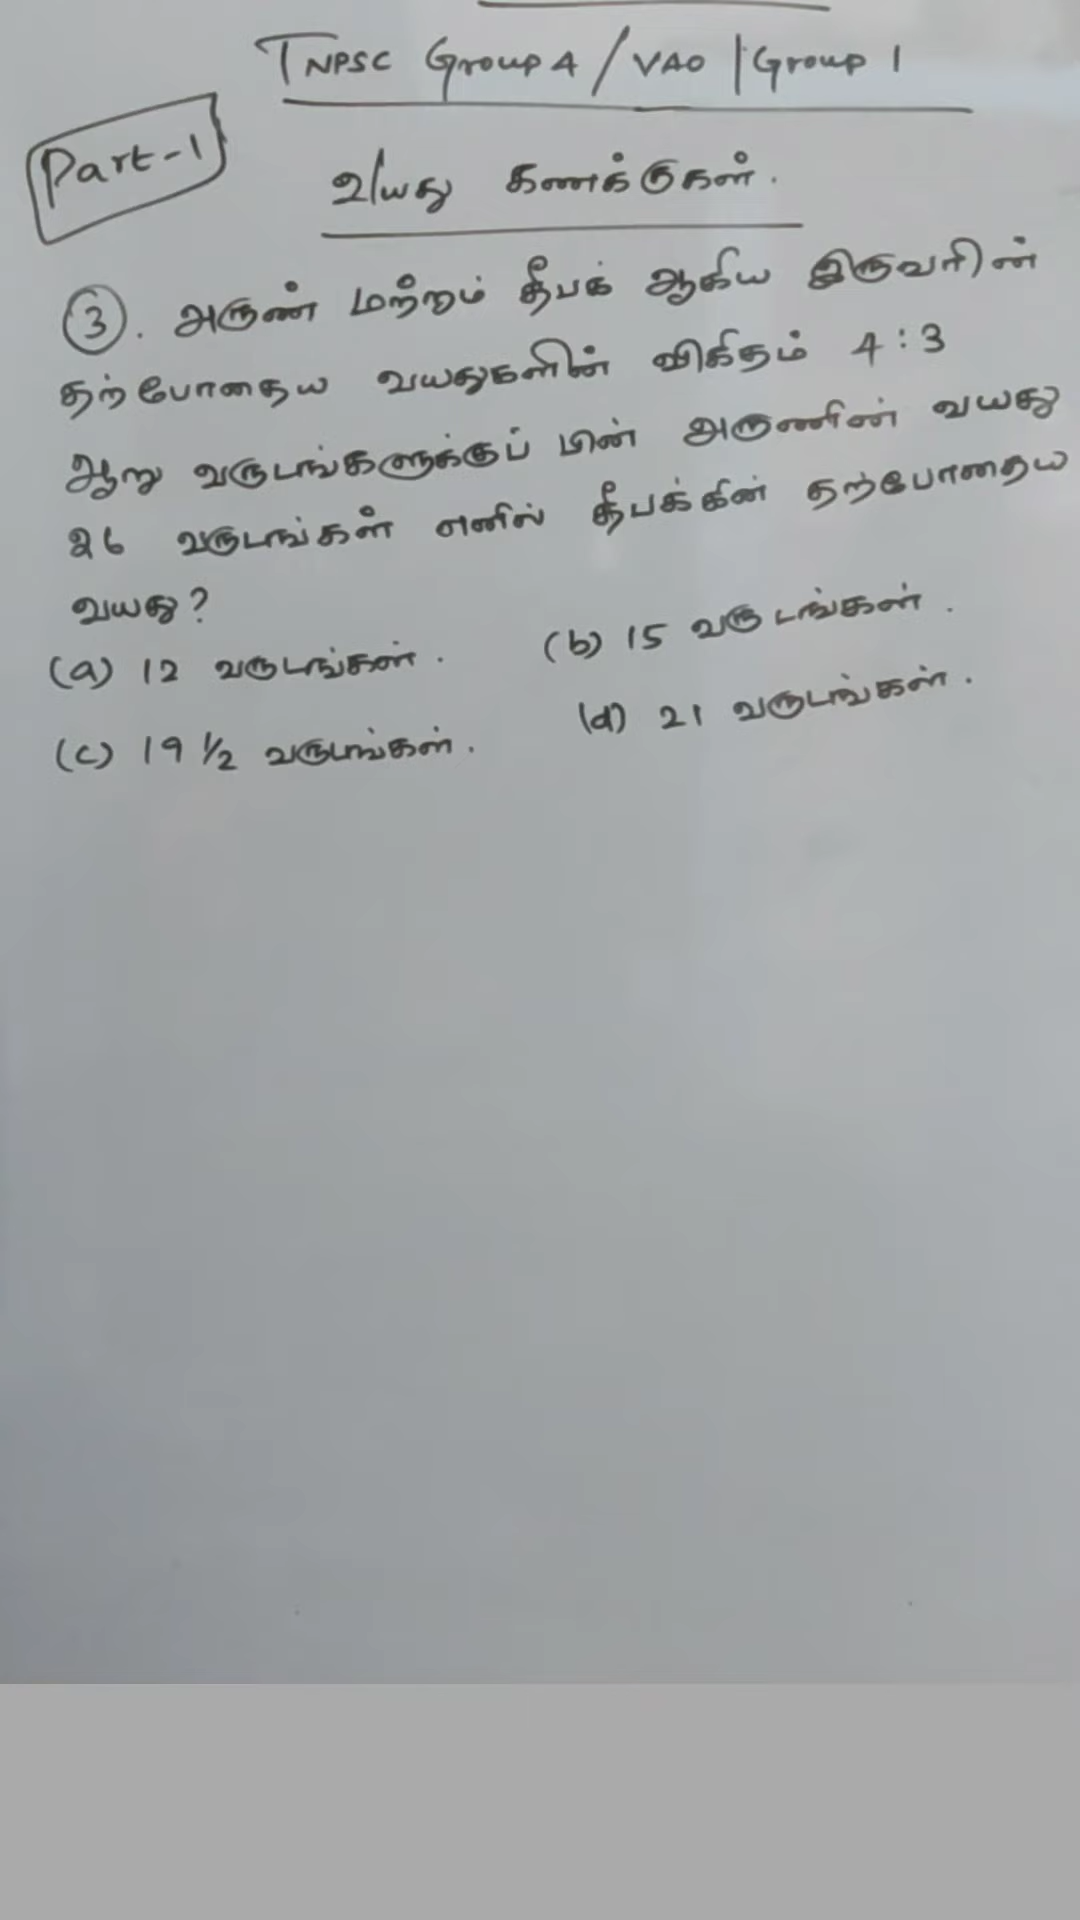 TNPSC Group 4 / VAO | Group 1
Part-1
வயது கணக்குகள்.
3. அருண் மற்றும் தீபக் ஆகிய இருவரின்
தற்போதைய வயதுகளின் விகிதம் 4 : 3
ஆறு வருடங்களுக்குப் பின் அருணின் வயது
26 வருடங்கள் எனில் தீபக்கின் தற்போதைய
வயது?
(a) 12 வருடங்கள். (b) 15 வருடங்கள்.
(c) 19 1/2 வருடங்கள். (d) 21 வருடங்கள்.